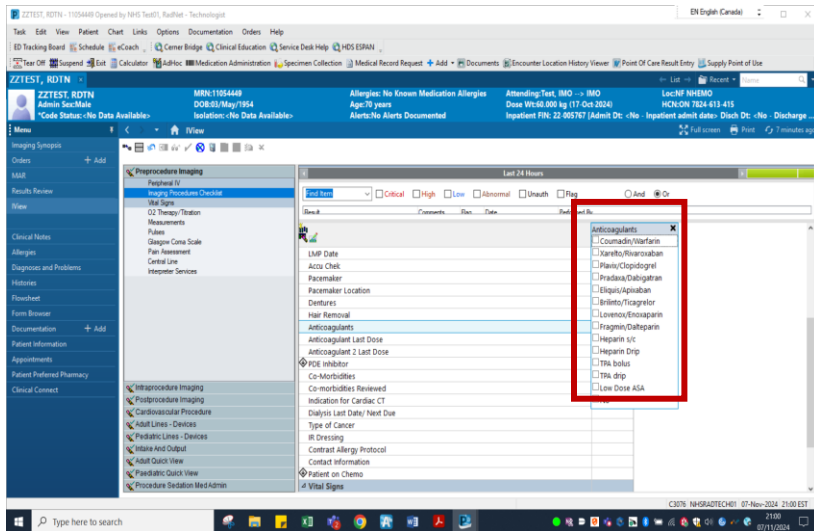 ZZTEST, RDTN - 11054449 Opened by NHS Test01, RadNet - Technologist
EN English (Canada)
Task Edit View Patient Chart Links Options Documentation Orders Help
ED Tracking Board Schedule eCoach Cerner Bridge Clinical Education Service Desk Help HDS ESPAN
Tear Off Suspend Exit Calculator AdHoc Medication Administration Specimen Collection Medical Record Request + Add Documents Encounter Location History Viewer Point Of Care Result Entry Supply Point of Use
ZZTEST, RDTN ×
List Recent Name
ZZTEST, RDTN MRN:11054449 Allergies: No Known Medication Allergies Attending:Test, IMO --> IMO Loc:NF NHEMO
Admin Sex:Male DOB:03/May/1954 Age:70 years Dose Wt:60.000 kg (17-Oct-2024) HCN:ON 7824-613-415
*Code Status:<No Data Available> Isolation:<No Data Available> Alerts:No Alerts Documented Inpatient FIN: 22-005767 [Admit Dt: <No - Inpatient admit date> Disch Dt: <No - Discharge ...
Menu
IView
Full screen Print 7 minutes ago
Imaging Synopsis
Orders + Add
MAR
Results Review
IView
Clinical Notes
Allergies
Diagnoses and Problems
Histories
Flowsheet
Form Browser
Documentation + Add
Patient Information
Appointments
Patient Preferred Pharmacy
Clinical Connect
Preprocedure Imaging
Peripheral IV
Imaging Procedures Checklist
Vital Signs
O2 Therapy/Titration
Measurements
Pulses
Glasgow Coma Scale
Pain Assessment
Central Line
Interpreter Services
Intraprocedure Imaging
Postprocedure Imaging
Cardiovascular Procedure
Adult Lines - Devices
Pediatric Lines - Devices
Intake And Output
Adult Quick View
Paediatric Quick View
Procedure Sedation Med Admin
Last 24 Hours
Find Item Critical High Low Abnormal Unauth Flag And Or
Result Comments Flag Date Performed By
LMP Date
Accu Chek
Pacemaker
Pacemaker Location
Dentures
Hair Removal
Anticoagulants
Anticoagulant Last Dose
Anticoagulant 2 Last Dose
PDE Inhibitor
Co-Morbidities
Co-morbidities Reviewed
Indication for Cardiac CT
Dialysis Last Date/ Next Due
Type of Cancer
IR Dressing
Contrast Allergy Protocol
Contact Information
Patient on Chemo
Vital Signs
Anticoagulants ×
Coumadin/Warfarin
Xarelto/Rivaroxaban
Plavix/Clopidogrel
Pradaxa/Dabigatran
Eliquis/Apixaban
Brilinto/Ticagrelor
Lovenox/Enoxaparin
Fragmin/Dalteparin
Heparin s/c
Heparin Drip
TPA bolus
TPA drip
Low Dose ASA
C3076 NHSRADTECH01 07-Nov-2024 21:00 EST
Type here to search
21:00
07/11/2024